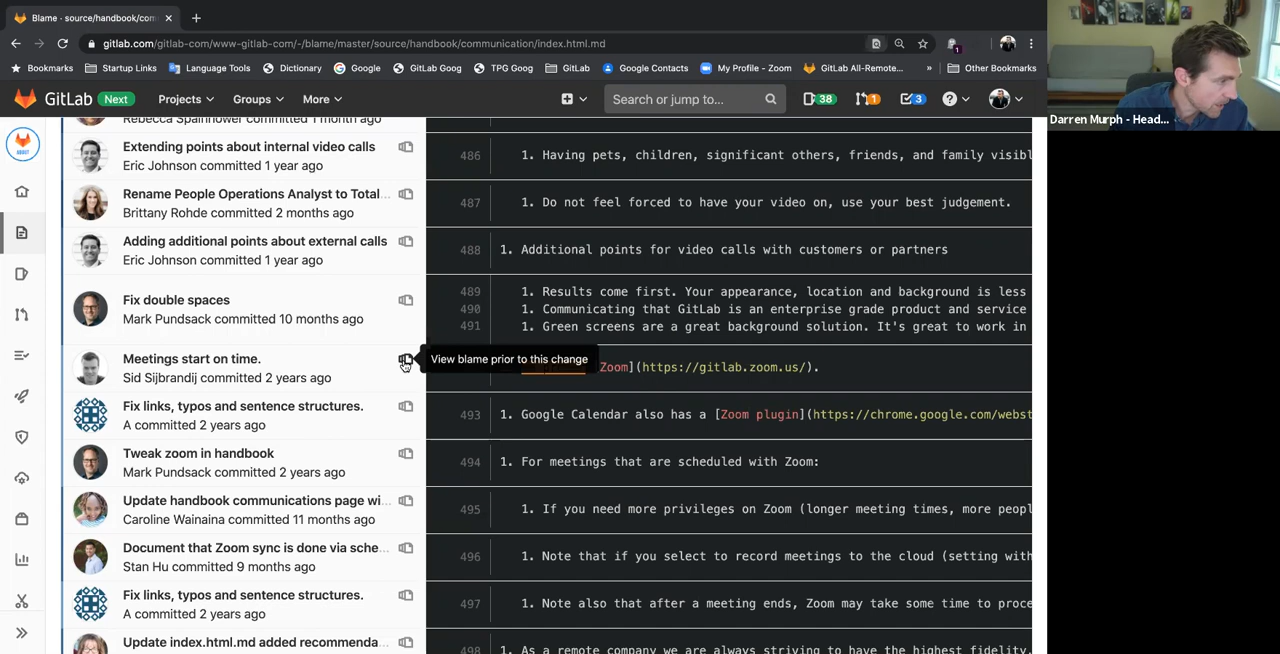 Blame · source/handbook/com
gitlab.com/gitlab-com/www-gitlab-com/-/blame/master/source/handbook/communication/index.html.md
1
Bookmarks Startup Links Language Tools Dictionary Google GitLab Goog TPG Goog GitLab Google Contacts My Profile - Zoom GitLab All-Remote... » Other Bookmarks
GitLab Next Projects Groups More Search or jump to... 38 1 3
Darren Murph - Head...
ABOUT
Rebecca Spainhower committed 1 month ago
Extending points about internal video calls
Eric Johnson committed 1 year ago
486 1. Having pets, children, significant others, friends, and family visibl
Rename People Operations Analyst to Total...
Brittany Rohde committed 2 months ago
487 1. Do not feel forced to have your video on, use your best judgement.
Adding additional points about external calls
Eric Johnson committed 1 year ago
488 1. Additional points for video calls with customers or partners
Fix double spaces
Mark Pundsack committed 10 months ago
489 1. Results come first. Your appearance, location and background is less
490 1. Communicating that GitLab is an enterprise grade product and service
491 1. Green screens are a great background solution. It's great to work in
Meetings start on time.
Sid Sijbrandij committed 2 years ago
View blame prior to this change
Zoom](https://gitlab.zoom.us/).
Fix links, typos and sentence structures.
A committed 2 years ago
493 1. Google Calendar also has a [Zoom plugin](https://chrome.google.com/webst
Tweak zoom in handbook
Mark Pundsack committed 2 years ago
494 1. For meetings that are scheduled with Zoom:
Update handbook communications page wi...
Caroline Wainaina committed 11 months ago
495 1. If you need more privileges on Zoom (longer meeting times, more peopl
Document that Zoom sync is done via sche...
Stan Hu committed 9 months ago
496 1. Note that if you select to record meetings to the cloud (setting with
Fix links, typos and sentence structures.
A committed 2 years ago
497 1. Note also that after a meeting ends, Zoom may take some time to proce
Update index.html.md added recommenda...
498 1. As a remote company we are always striving to have the highest fidelity,